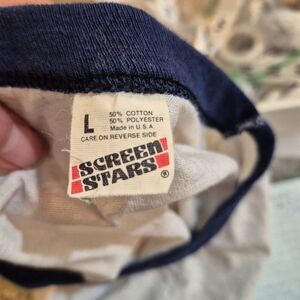 L
50% COTTON
50% POLYESTER
Made in U.S.A.
CARE ON REVERSE SIDE
SCREEN
STARS®